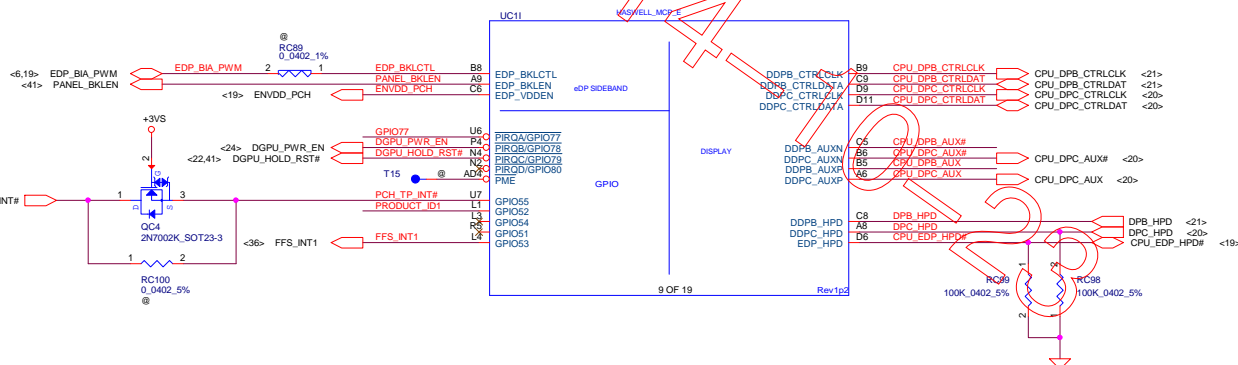 UC1I
HASWELL_MCP_E
@
RC89
0_0402_1%
<6,19> EDP_BIA_PWM EDP_BIA_PWM 2 1 EDP_BKLCTL B8 EDP_BKLCTL
<41> PANEL_BKLEN PANEL_BKLEN A9 EDP_BKLEN
<19> ENVDD_PCH ENVDD_PCH C6 EDP_VDDEN
eDP SIDEBAND
DDPB_CTRLCLK B9 CPU_DPB_CTRLCLK CPU_DPB_CTRLCLK <21>
DDPB_CTRLDATA C9 CPU_DPB_CTRLDAT CPU_DPB_CTRLDAT <21>
DDPC_CTRLCLK D9 CPU_DPC_CTRLCLK CPU_DPC_CTRLCLK <20>
DDPC_CTRLDATA D11 CPU_DPC_CTRLDAT CPU_DPC_CTRLDAT <20>
+3VS
GPIO77 U6 PIRQA/GPIO77
<24> DGPU_PWR_EN DGPU_PWR_EN P4 PIRQB/GPIO78
<22,41> DGPU_HOLD_RST# DGPU_HOLD_RST# N4 PIRQC/GPIO79
N2 PIRQD/GPIO80
T15 @ AD4 PME
DISPLAY
GPIO
DDPB_AUXN C5 CPU_DPB_AUX#
DDPC_AUXN B6 CPU_DPC_AUX# CPU_DPC_AUX# <20>
DDPB_AUXP B5 CPU_DPB_AUX
DDPC_AUXP A6 CPU_DPC_AUX CPU_DPC_AUX <20>
2
G
INT# 1 D S 3 PCH_TP_INT# U7 GPIO55
PRODUCT_ID1 L1 GPIO52
L3 GPIO54
R5 GPIO51
<36> FFS_INT1 FFS_INT1 L4 GPIO53
QC4
2N7002K_SOT23-3
DDPB_HPD C8 DPB_HPD DPB_HPD <21>
DDPC_HPD A8 DPC_HPD DPC_HPD <20>
EDP_HPD D6 CPU_EDP_HPD# CPU_EDP_HPD# <19>
1 2
RC100
0_0402_5%
@
1 2
RC99 RC98
100K_0402_5% 100K_0402_5%
2 1
9 OF 19
Rev1p2